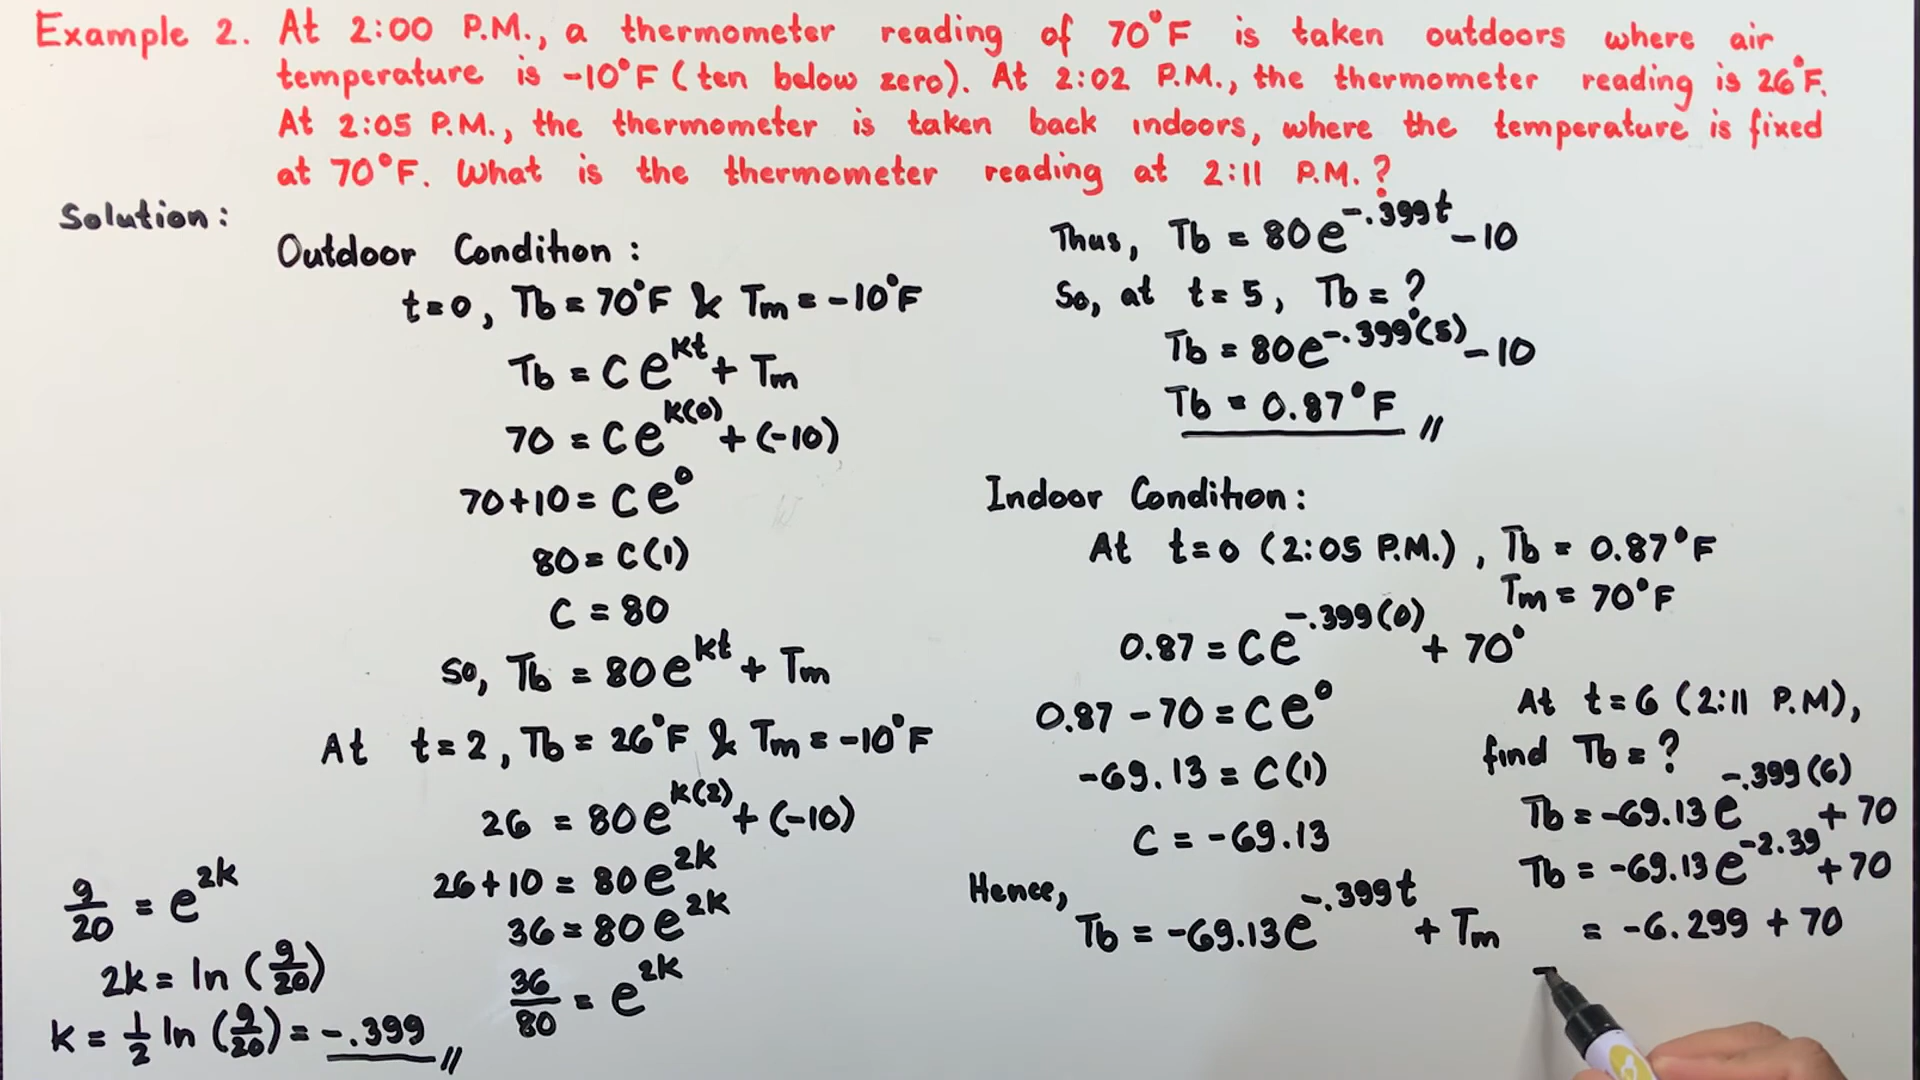 Example 2. At 2:00 P.M., a thermometer reading of 70°F is taken outdoors where air
temperature is -10°F (ten below zero). At 2:02 P.M., the thermometer reading is 26°F.
At 2:05 P.M., the thermometer is taken back indoors, where the temperature is fixed
at 70°F. What is the thermometer reading at 2:11 P.M.?
Solution:
Outdoor Condition:
t=0, Tb = 70°F & Tm = -10°F
Tb = Ce^kt + Tm
70 = Ce^k(0) + (-10)
70+10 = Ce^0
80 = C(1)
C = 80
So, Tb = 80e^kt + Tm
At t=2, Tb = 26°F & Tm = -10°F
26 = 80e^k(2) + (-10)
26+10 = 80e^2k
36 = 80e^2k
36/80 = e^2k
9/20 = e^2k
2k = ln (9/20)
k = 1/2 ln (9/20) = -.399 //
Thus, Tb = 80e^-.399t - 10
So, at t = 5, Tb = ?
Tb = 80e^-.399(5) - 10
Tb = 0.87°F //
Indoor Condition:
At t=0 (2:05 P.M.), Tb = 0.87°F
Tm = 70°F
0.87 = Ce^-.399(0) + 70°
0.87 - 70 = Ce^0
-69.13 = C(1)
C = -69.13
Hence,
Tb = -69.13e^-.399t + Tm
At t=6 (2:11 P.M),
find Tb = ?
Tb = -69.13e^-.399(6) + 70
Tb = -69.13e^-2.39 + 70
= -6.299 + 70